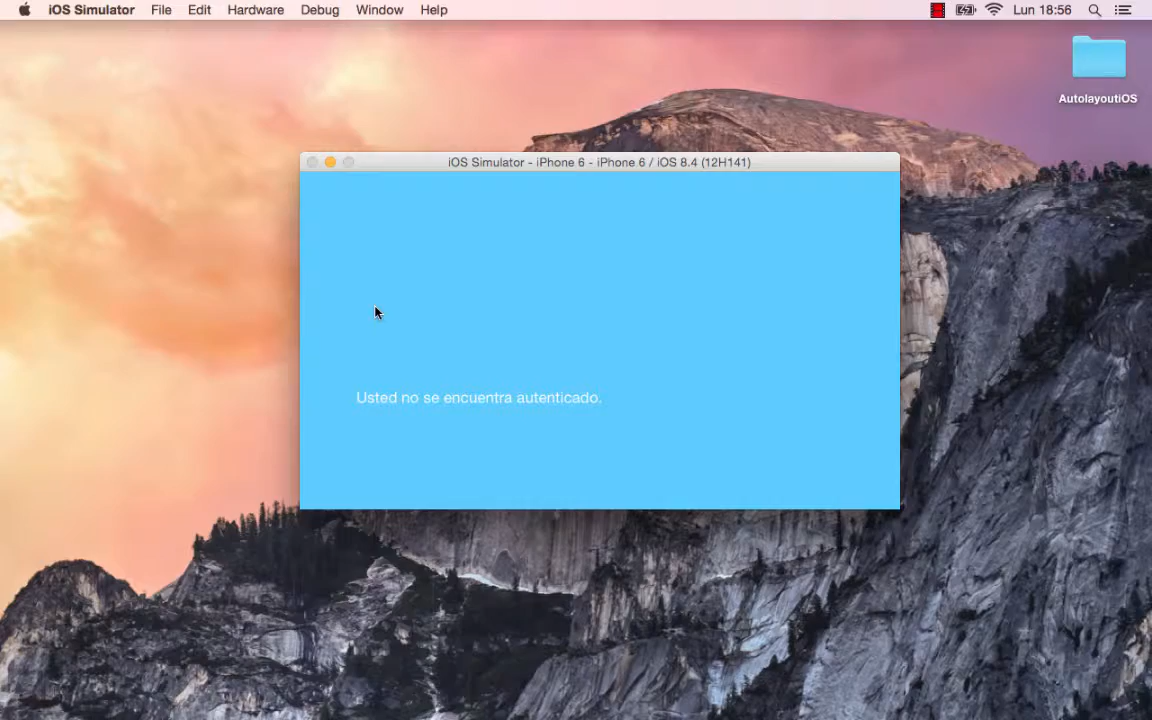 iOS Simulator File Edit Hardware Debug Window Help Lun 18:56
AutolayoutiOS
iOS Simulator - iPhone 6 - iPhone 6 / iOS 8.4 (12H141)
Usted no se encuentra autenticado.